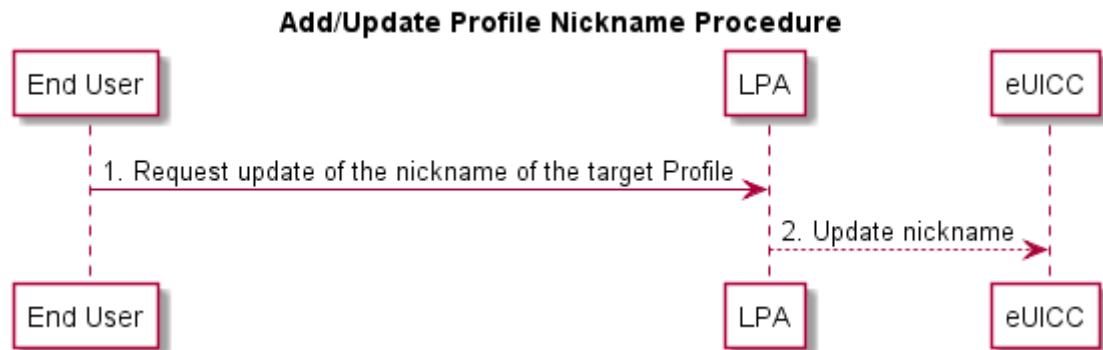 Add/Update Profile Nickname Procedure
End User
LPA
eUICC
1. Request update of the nickname of the target Profile
2. Update nickname
End User
LPA
eUICC